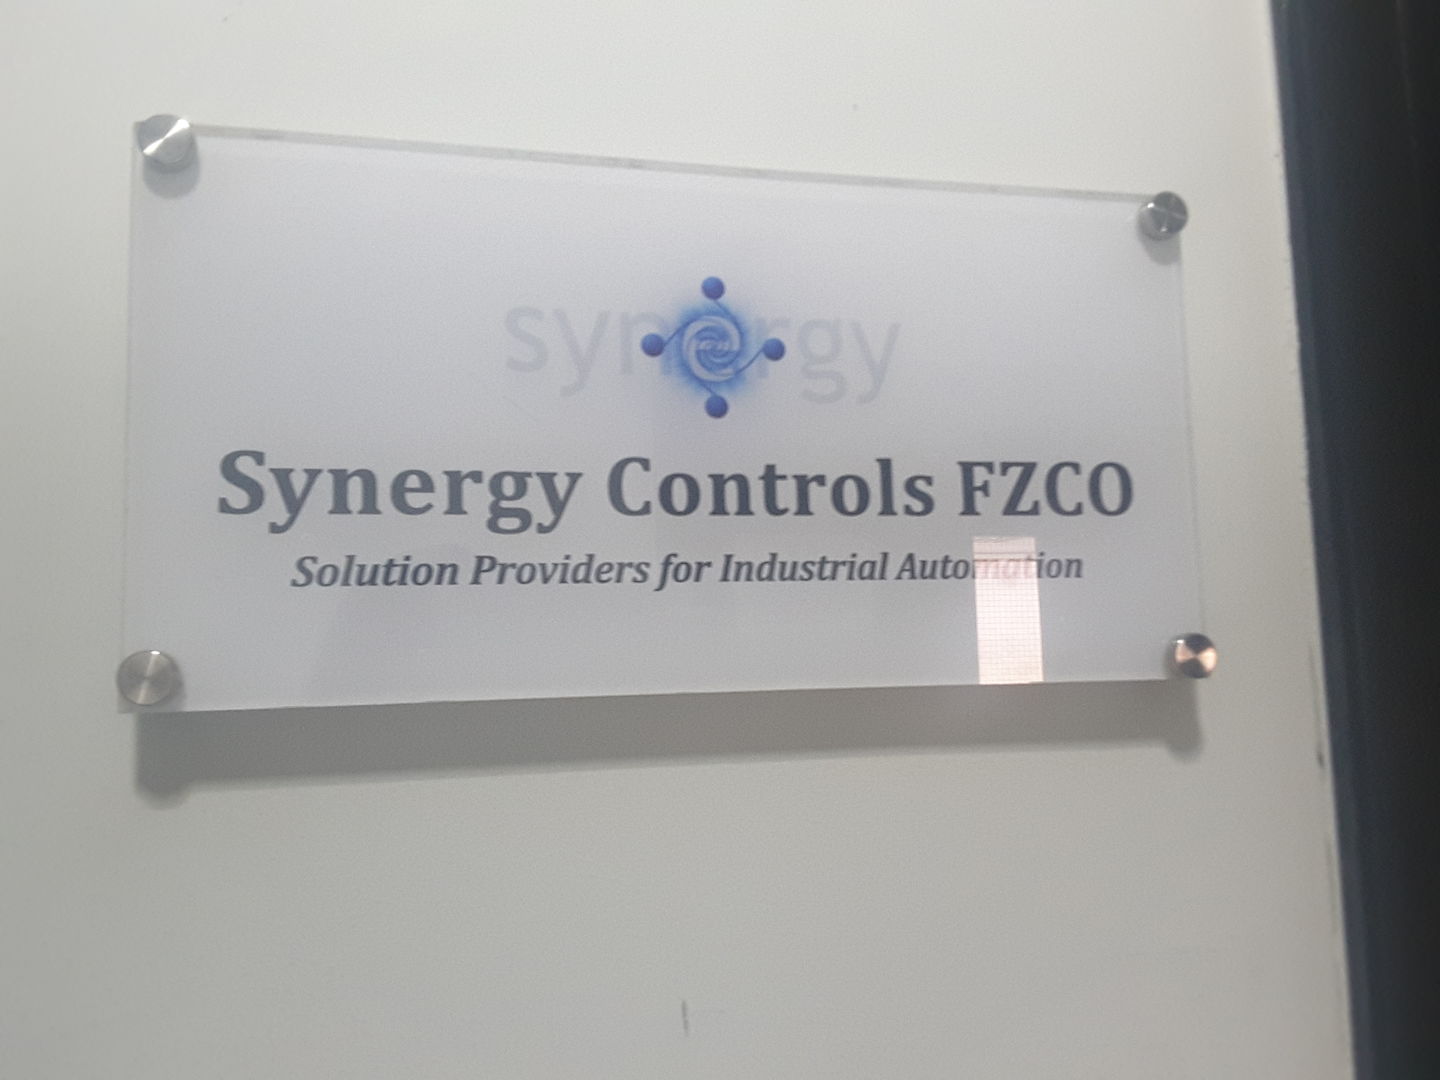 synergy
Synergy Controls FZCO
Solution Providers for Industrial Automation